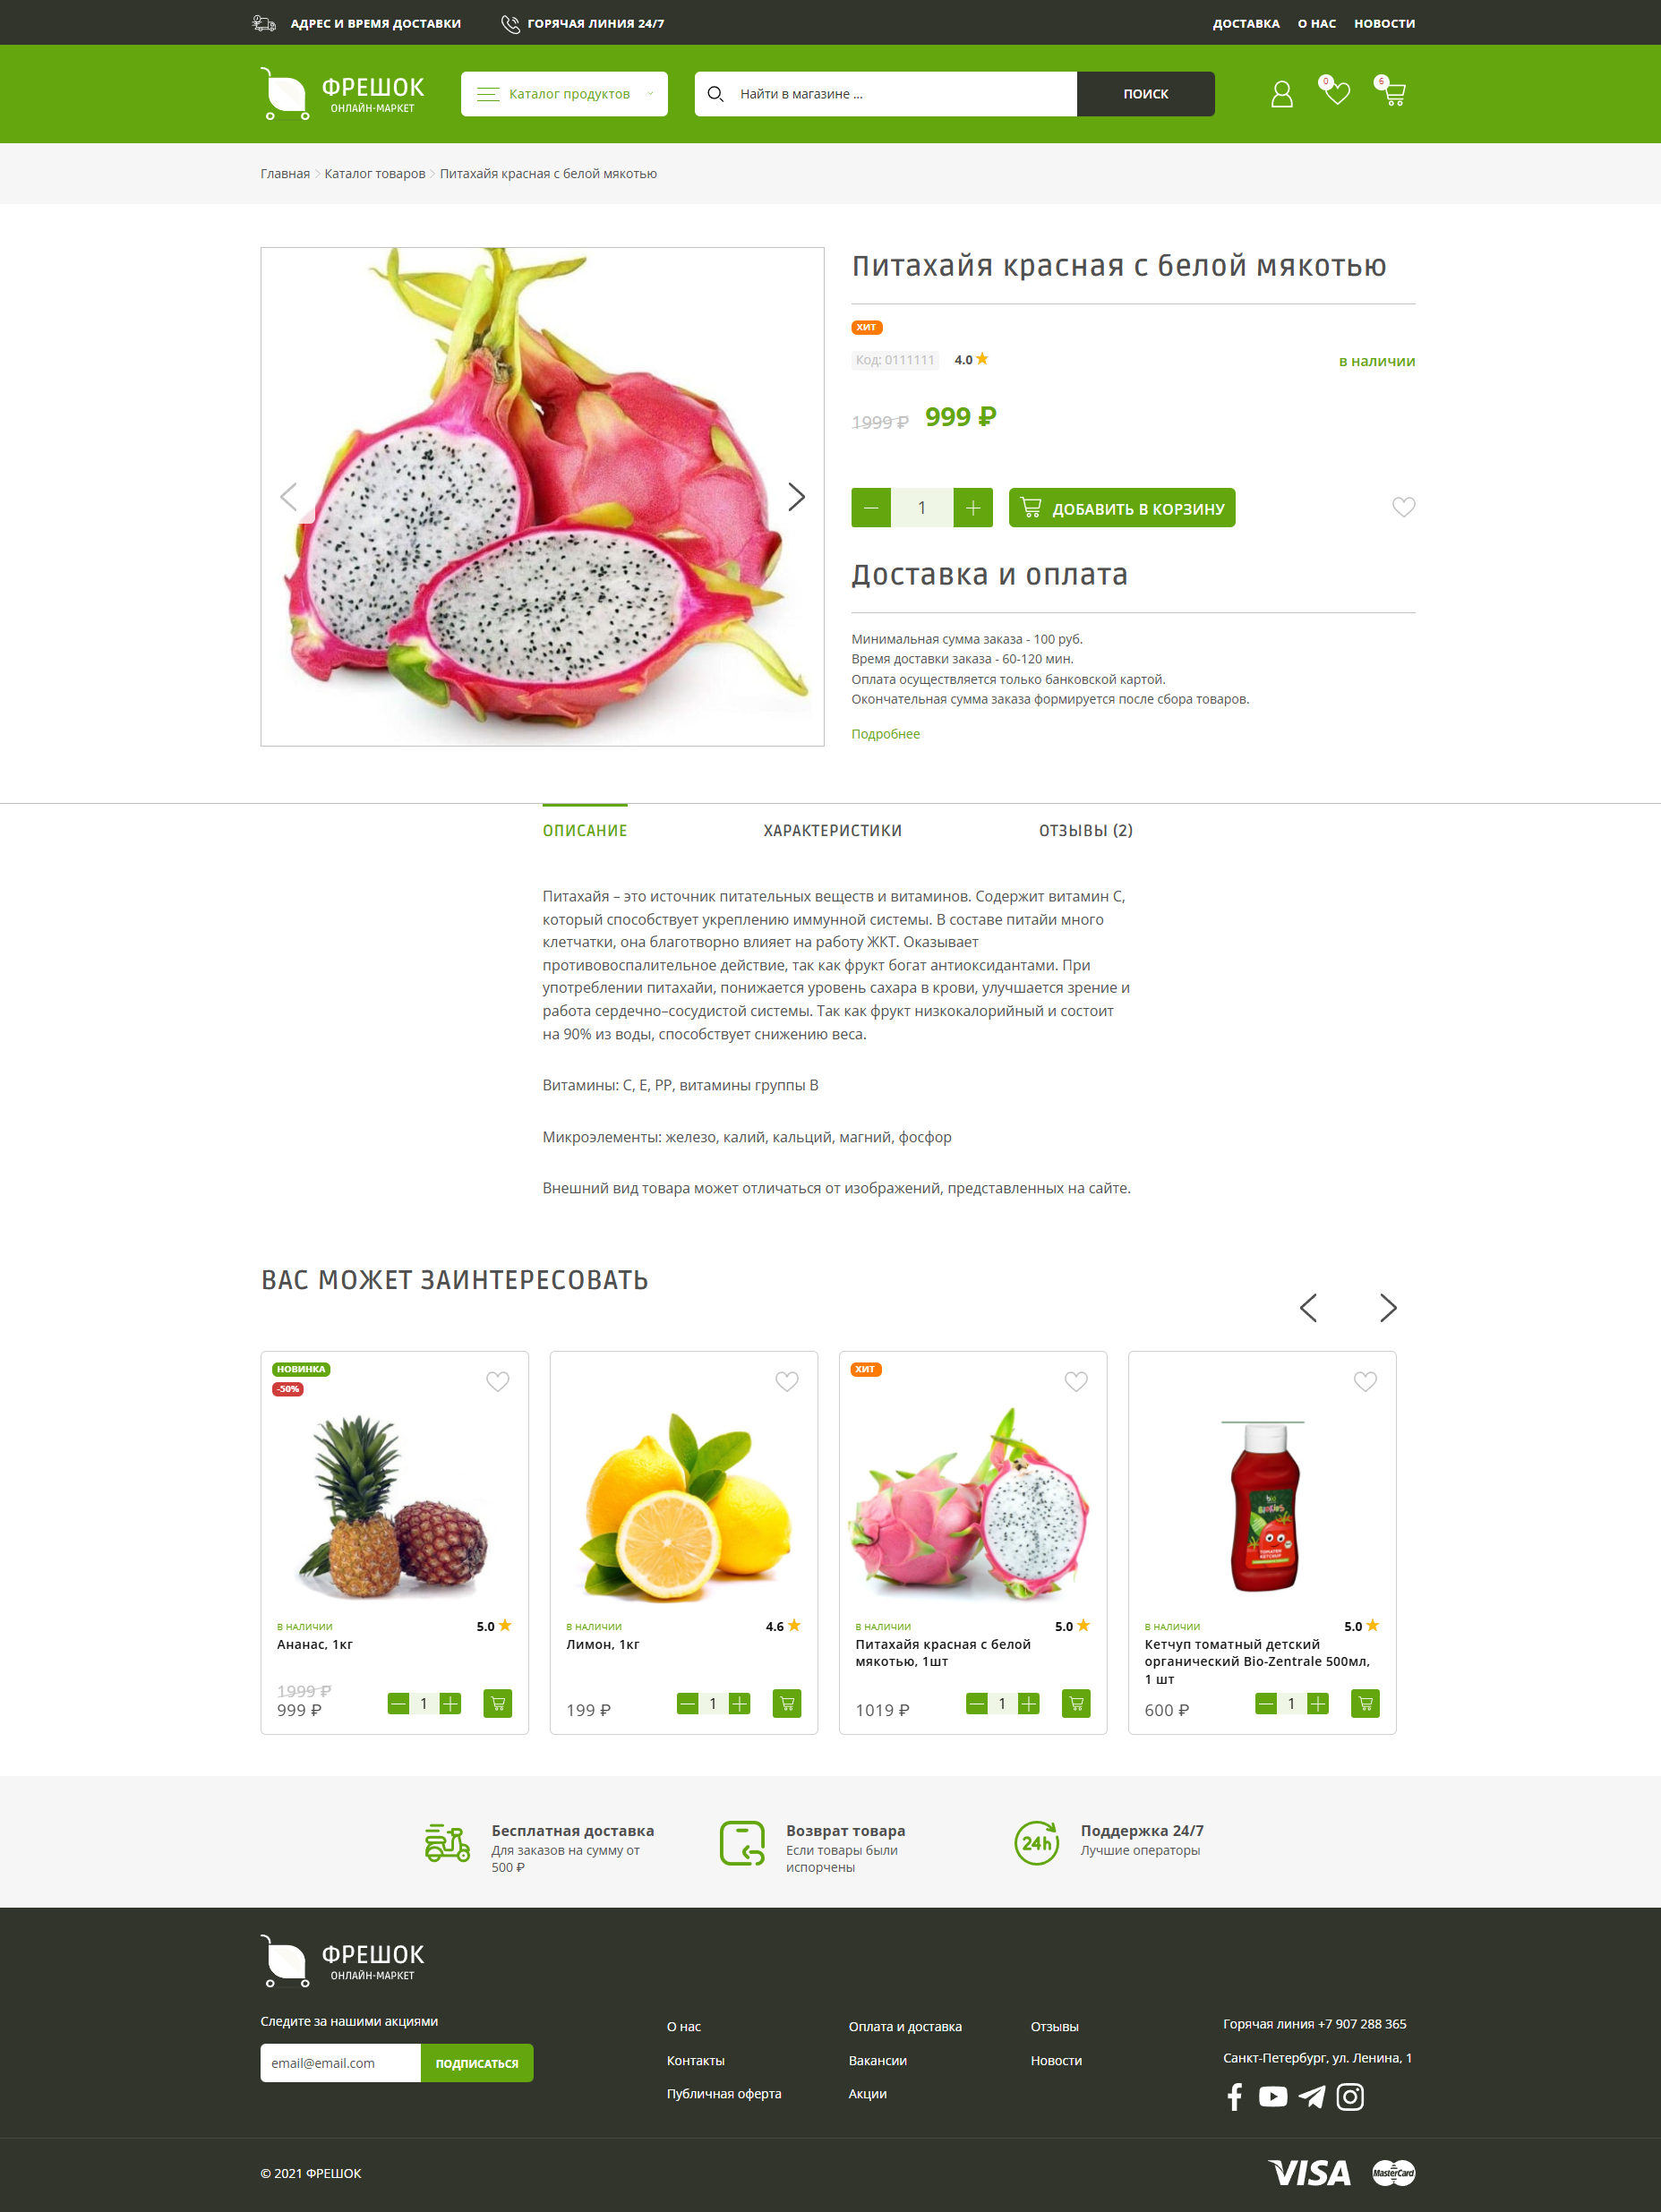 АДРЕС И ВРЕМЯ ДОСТАВКИ
ГОРЯЧАЯ ЛИНИЯ 24/7
ДОСТАВКА О НАС НОВОСТИ
ФРЕШОК
ОНЛАЙН-МАРКЕТ
Каталог продуктов
Найти в магазине ...
ПОИСК
0
6
Главная > Каталог товаров > Питахайя красная с белой мякотью
Питахайя красная с белой мякотью
ХИТ
Код: 0111111
4.0
в наличии
1999 ₽
999 ₽
1
ДОБАВИТЬ В КОРЗИНУ
Доставка и оплата
Минимальная сумма заказа - 100 руб.
Время доставки заказа - 60-120 мин.
Оплата осуществляется только банковской картой.
Окончательная сумма заказа формируется после сбора товаров.
Подробнее
ОПИСАНИЕ
ХАРАКТЕРИСТИКИ
ОТЗЫВЫ (2)
Питахайя – это источник питательных веществ и витаминов. Содержит витамин С,
который способствует укреплению иммунной системы. В составе питайи много
клетчатки, она благотворно влияет на работу ЖКТ. Оказывает
противовоспалительное действие, так как фрукт богат антиоксидантами. При
употреблении питахайи, понижается уровень сахара в крови, улучшается зрение и
работа сердечно–сосудистой системы. Так как фрукт низкокалорийный и состоит
на 90% из воды, способствует снижению веса.
Витамины: С, Е, РР, витамины группы В
Микроэлементы: железо, калий, кальций, магний, фосфор
Внешний вид товара может отличаться от изображений, представленных на сайте.
ВАС МОЖЕТ ЗАИНТЕРЕСОВАТЬ
НОВИНКА
-50%
В НАЛИЧИИ
5.0
Ананас, 1кг
1999 ₽
999 ₽
1
В НАЛИЧИИ
4.6
Лимон, 1кг
199 ₽
1
ХИТ
В НАЛИЧИИ
5.0
Питахайя красная с белой
мякотью, 1шт
1019 ₽
1
В НАЛИЧИИ
5.0
Кетчуп томатный детский
органический Bio-Zentrale 500мл,
1 шт
600 ₽
1
Бесплатная доставка
Для заказов на сумму от
500 ₽
Возврат товара
Если товары были
испорчены
24h
Поддержка 24/7
Лучшие операторы
ФРЕШОК
ОНЛАЙН-МАРКЕТ
Следите за нашими акциями
email@email.com
ПОДПИСАТЬСЯ
О нас
Контакты
Публичная оферта
Оплата и доставка
Вакансии
Акции
Отзывы
Новости
Горячая линия +7 907 288 365
Санкт-Петербург, ул. Ленина, 1
© 2021 ФРЕШОК
VISA
MasterCard